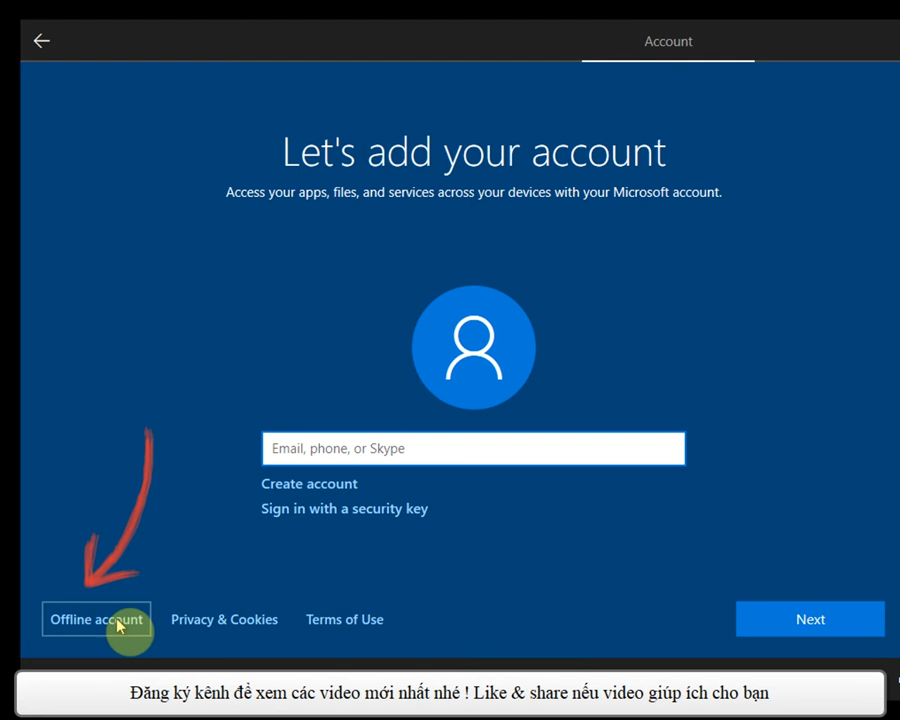 Account
Let's add your account
Access your apps, files, and services across your devices with your Microsoft account.
Email, phone, or Skype
Create account
Sign in with a security key
Offline account
Privacy & Cookies
Terms of Use
Next
Đăng ký kênh để xem các video mới nhất nhé ! Like & share nếu video giúp ích cho bạn